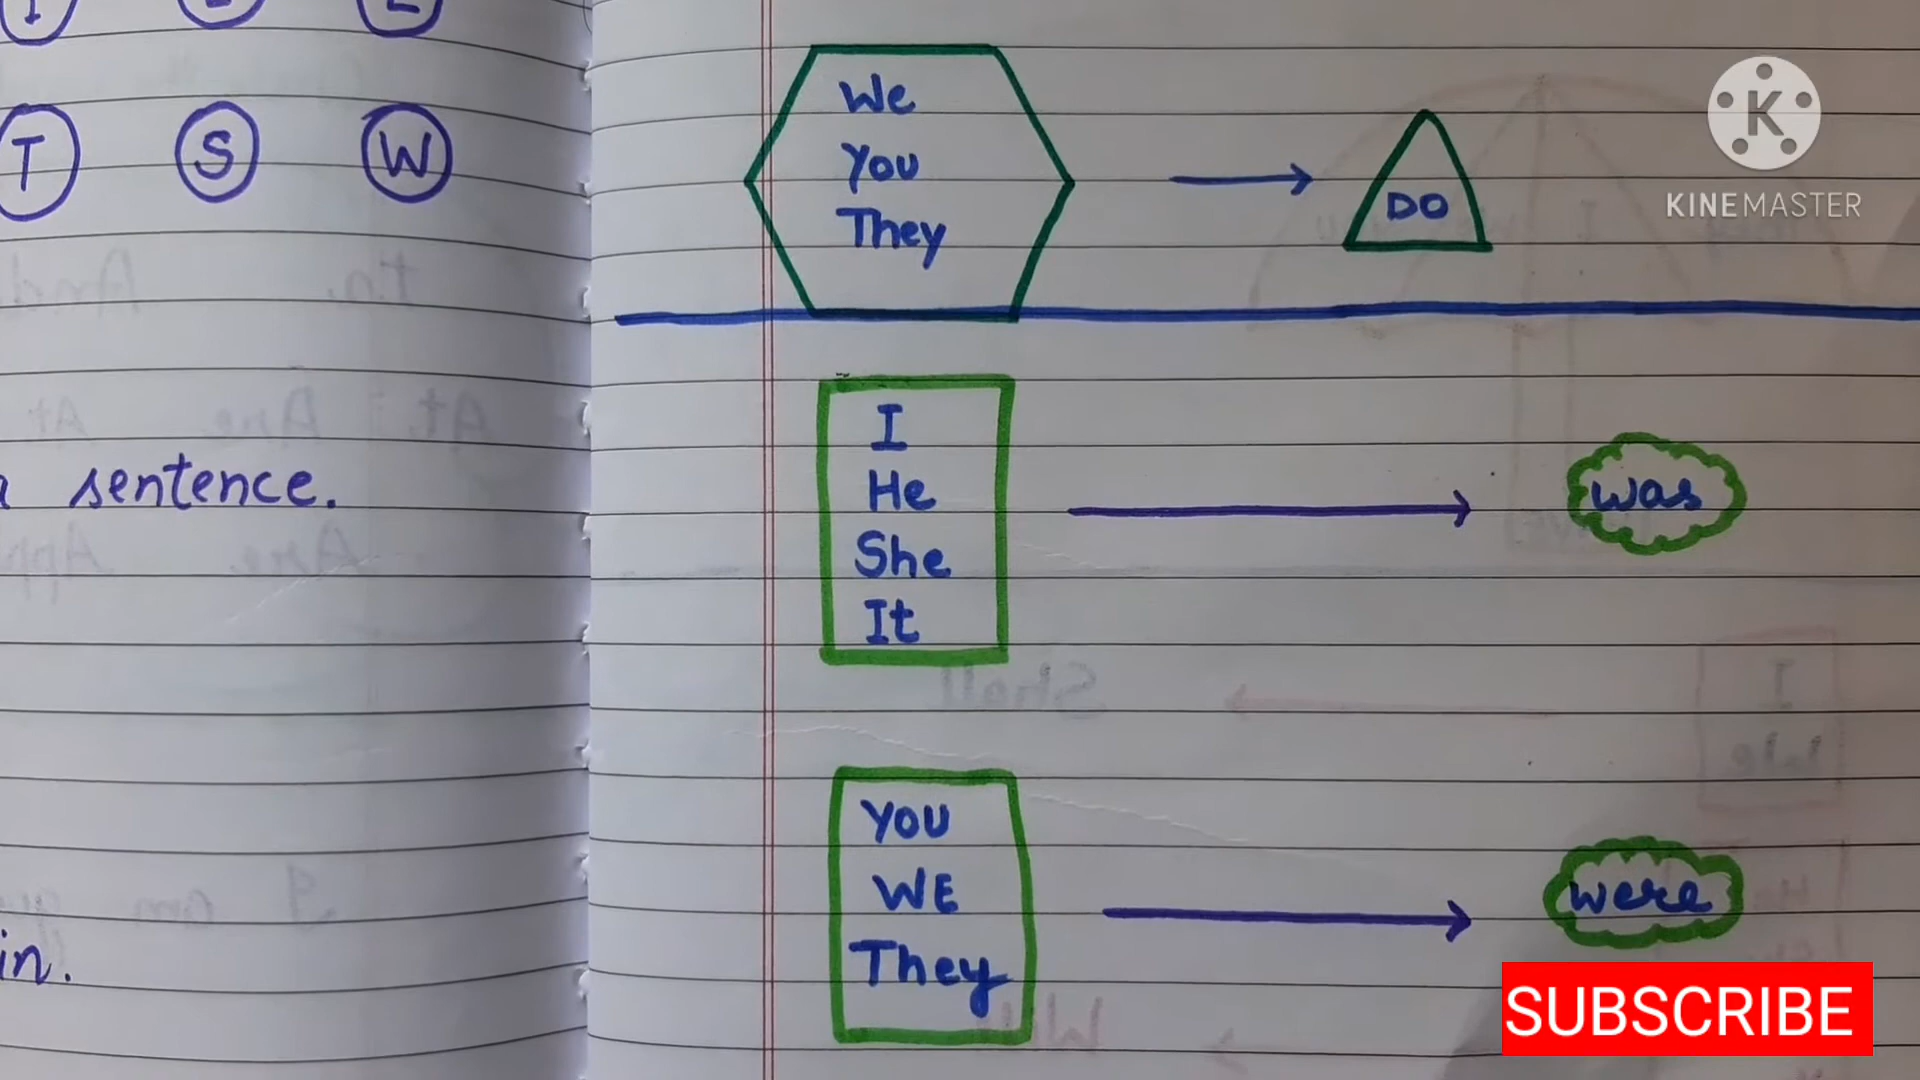 T S W
a sentence.
in.
We
You
They
DO
I
He
She
It
was
YOU
WE
They
were
KINEMASTER
SUBSCRIBE